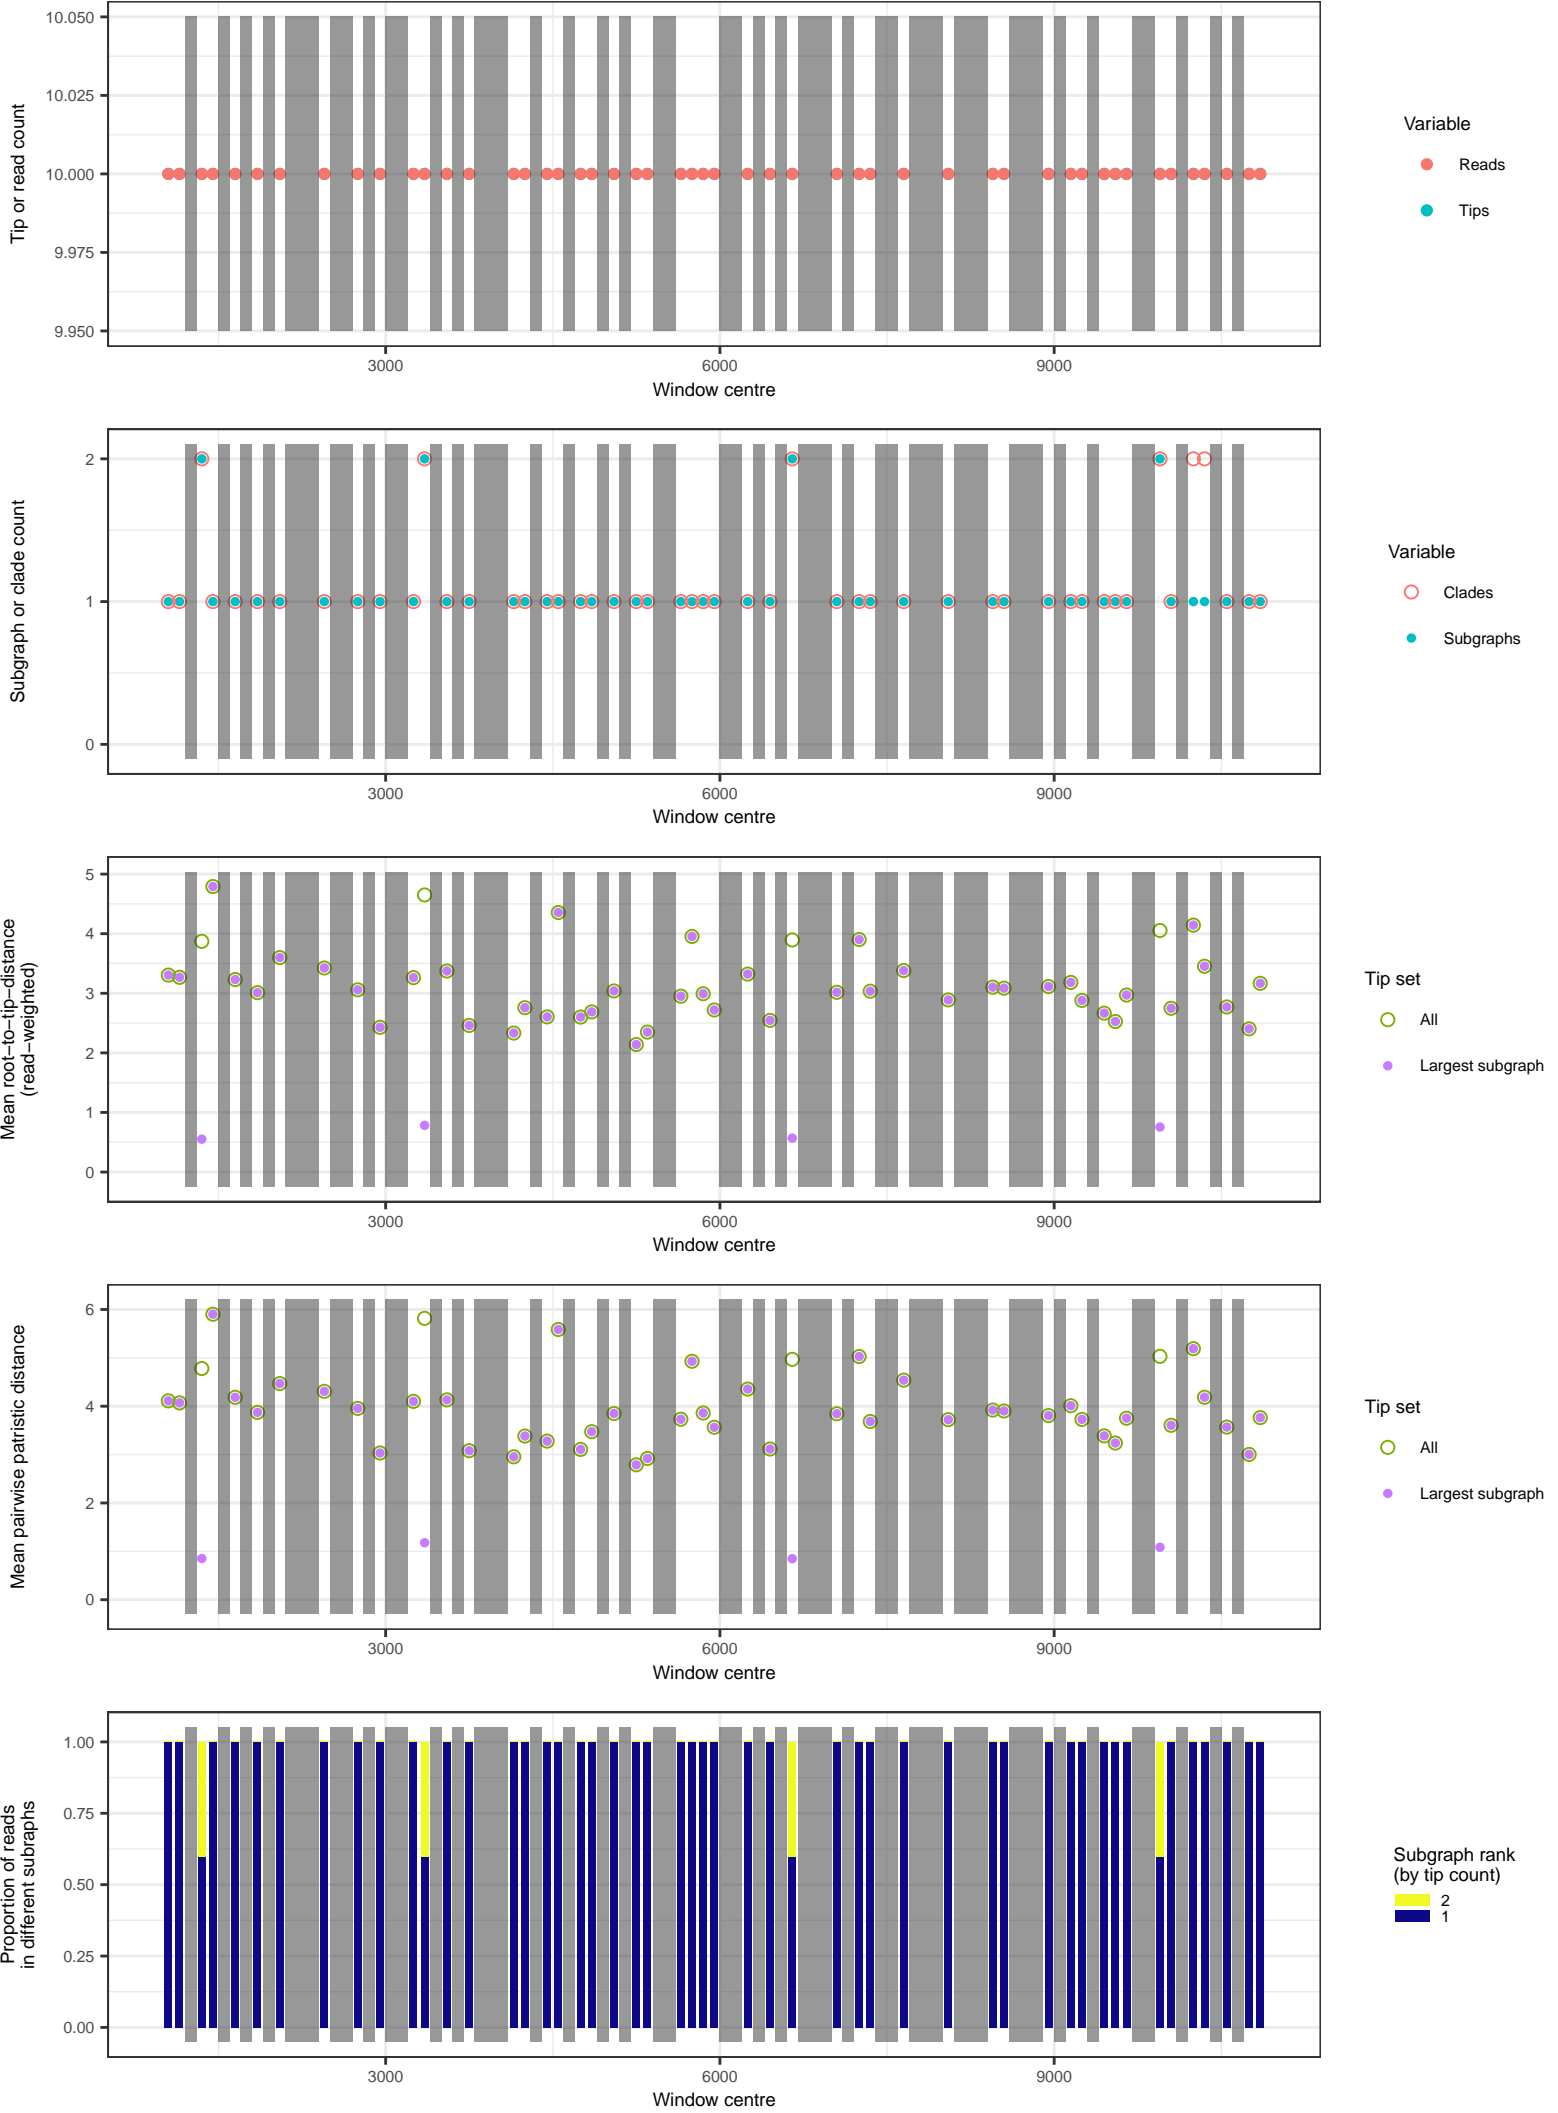 10.050
10.025
10.000
9.975
9.950
Tip or read count
3000 6000 9000
Window centre
Variable
Reads
Tips
2
1
0
Subgraph or clade count
3000 6000 9000
Window centre
Variable
Clades
Subgraphs
5
4
3
2
1
0
Mean root−to−tip−distance
(read−weighted)
3000 6000 9000
Window centre
Tip set
All
Largest subgraph
6
4
2
0
Mean pairwise patristic distance
3000 6000 9000
Window centre
Tip set
All
Largest subgraph
1.00
0.75
0.50
0.25
0.00
Proportion of reads
in different subraphs
3000 6000 9000
Window centre
Subgraph rank
(by tip count)
2
1